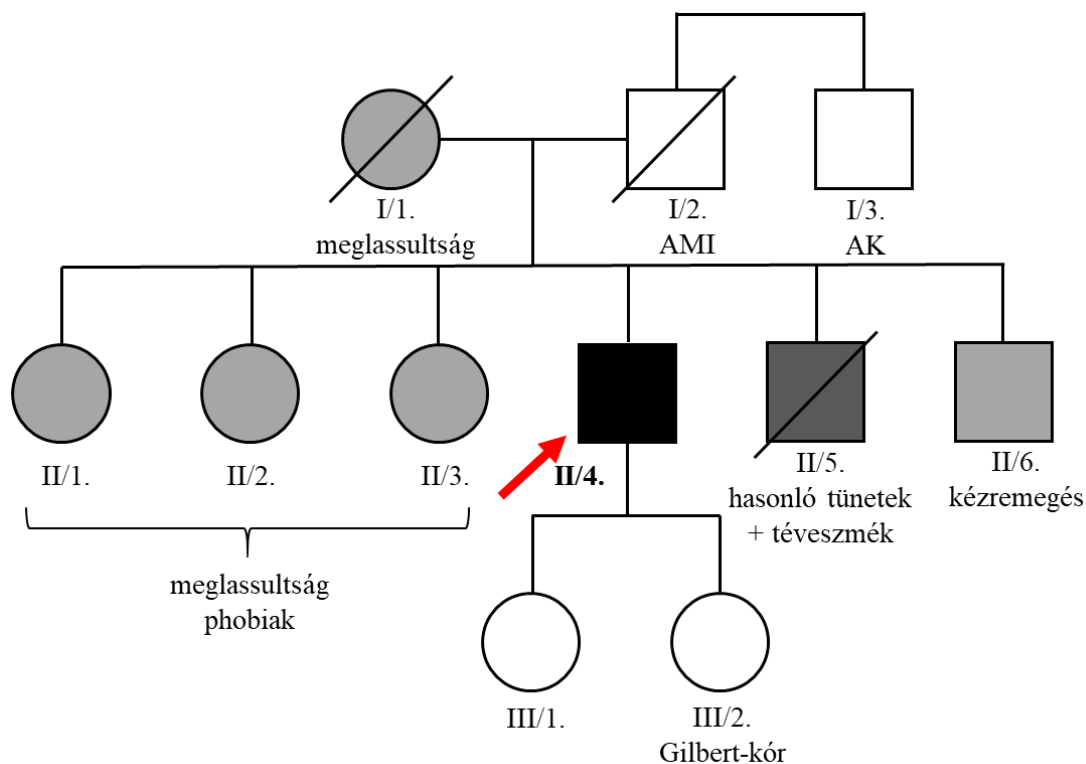 I/1.
meglassultság
I/2.
AMI
I/3.
AK
II/1.
II/2.
II/3.
II/4.
II/5.
hasonló tünetek
+ téveszmék
II/6.
kézremegés
meglassultság
phobiak
III/1.
III/2.
Gilbert-kór